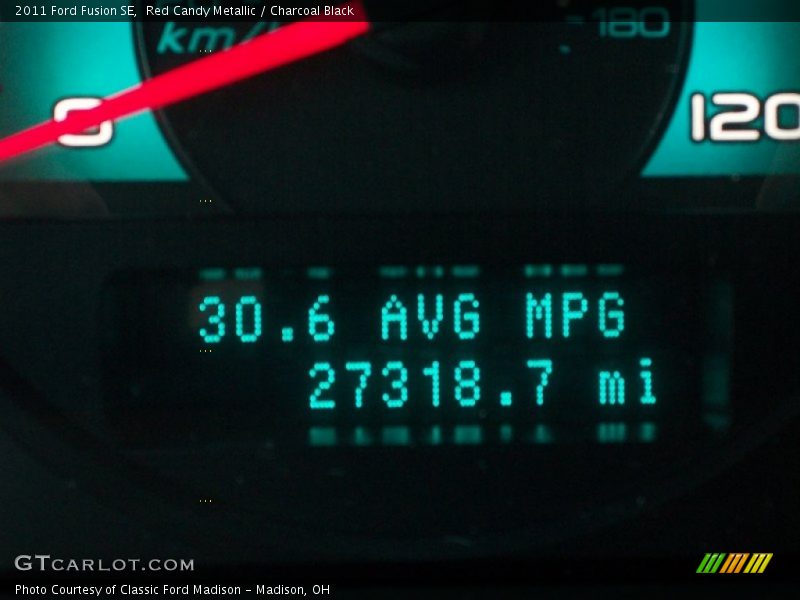 2011 Ford Fusion SE, Red Candy Metallic / Charcoal Black
km/h 180
0 120
30.6 AVG MPG
27318.7 mi
GTCARLOT.COM
Photo Courtesy of Classic Ford Madison - Madison, OH